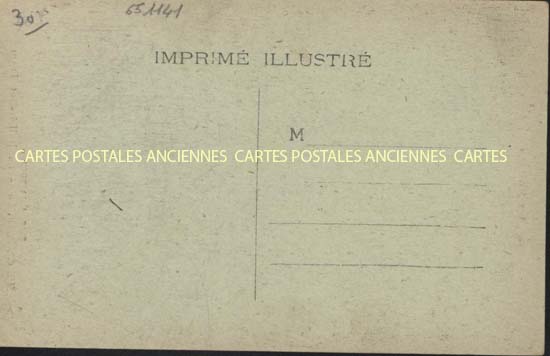 30
651141
IMPRIMÉ ILLUSTRÉ
M
CARTES POSTALES ANCIENNES CARTES POSTALES ANCIENNES CARTES